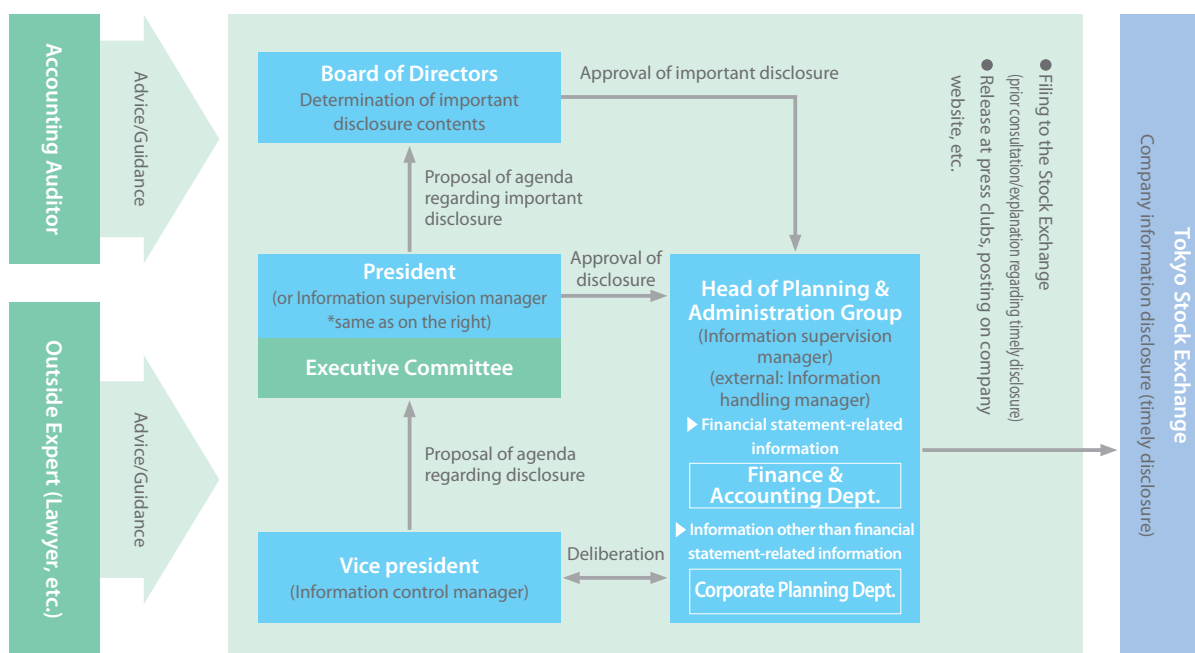 Accounting Auditor
Advice/Guidance
Outside Expert (Lawyer, etc.)
Advice/Guidance
Board of Directors
Determination of important
disclosure contents
Approval of important disclosure
Proposal of agenda
regarding important
disclosure
President
(or Information supervision manager
*same as on the right)
Executive Committee
Approval of
disclosure
Proposal of agenda
regarding disclosure
Vice president
(Information control manager)
Deliberation
Head of Planning &
Administration Group
(Information supervision
manager)
(external: Information
handling manager)
▶ Financial statement-related
information
Finance &
Accounting Dept.
▶ Information other than financial
statement-related information
Corporate Planning Dept.
● Filing to the Stock Exchange
(prior consultation/explanation regarding timely disclosure)
● Release at press clubs, posting on company
website, etc.
Tokyo Stock Exchange
Company information disclosure (timely disclosure)